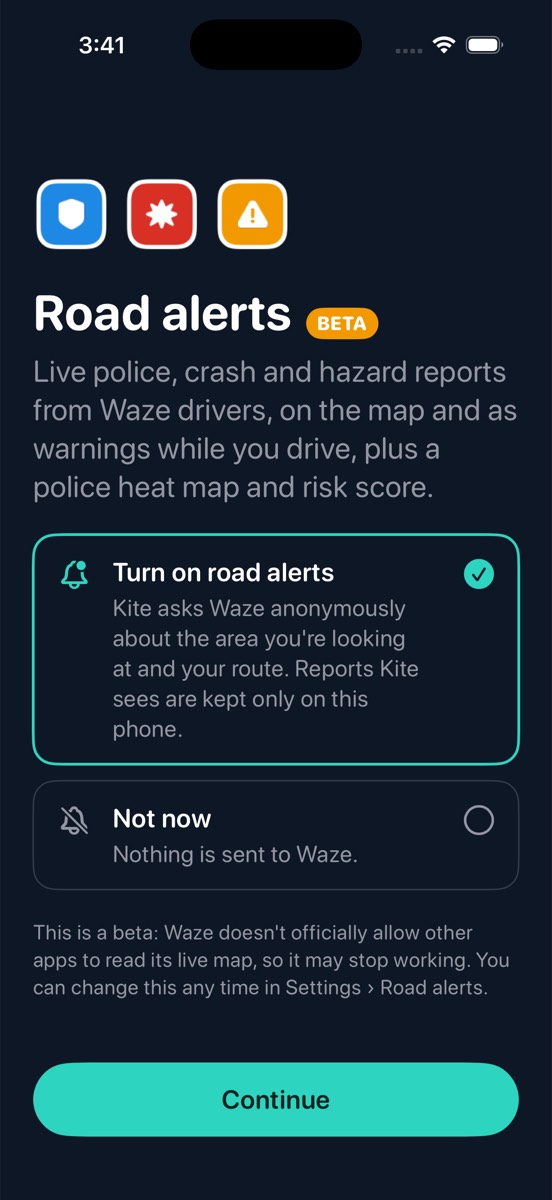 3:41
Road alerts BETA
Live police, crash and hazard reports
from Waze drivers, on the map and as
warnings while you drive, plus a
police heat map and risk score.
Turn on road alerts
Kite asks Waze anonymously
about the area you're looking
at and your route. Reports Kite
sees are kept only on this
phone.
Not now
Nothing is sent to Waze.
This is a beta: Waze doesn't officially allow other
apps to read its live map, so it may stop working. You
can change this any time in Settings › Road alerts.
Continue